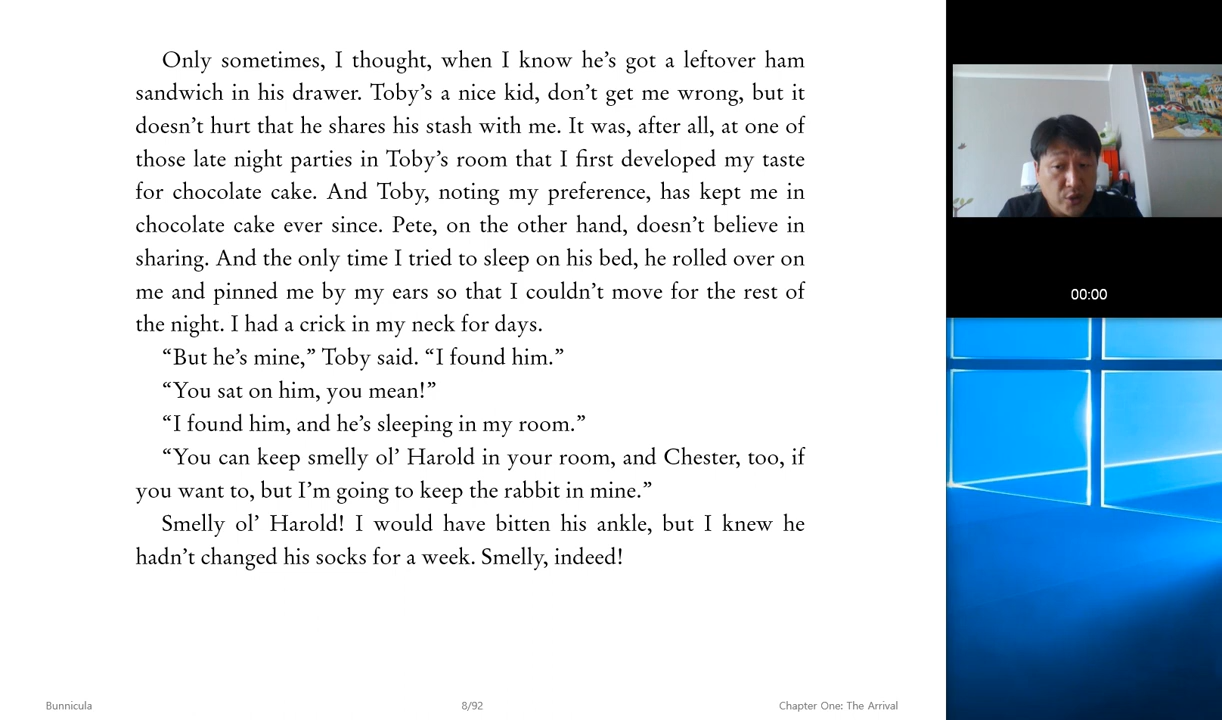 Only sometimes, I thought, when I know he’s got a leftover ham
sandwich in his drawer. Toby’s a nice kid, don’t get me wrong, but it
doesn’t hurt that he shares his stash with me. It was, after all, at one of
those late night parties in Toby’s room that I first developed my taste
for chocolate cake. And Toby, noting my preference, has kept me in
chocolate cake ever since. Pete, on the other hand, doesn’t believe in
sharing. And the only time I tried to sleep on his bed, he rolled over on
me and pinned me by my ears so that I couldn’t move for the rest of
the night. I had a crick in my neck for days.
“But he’s mine,” Toby said. “I found him.”
“You sat on him, you mean!”
“I found him, and he’s sleeping in my room.”
“You can keep smelly ol’ Harold in your room, and Chester, too, if
you want to, but I’m going to keep the rabbit in mine.”
Smelly ol’ Harold! I would have bitten his ankle, but I knew he
hadn’t changed his socks for a week. Smelly, indeed!
Bunnicula
8/92
Chapter One: The Arrival
00:00